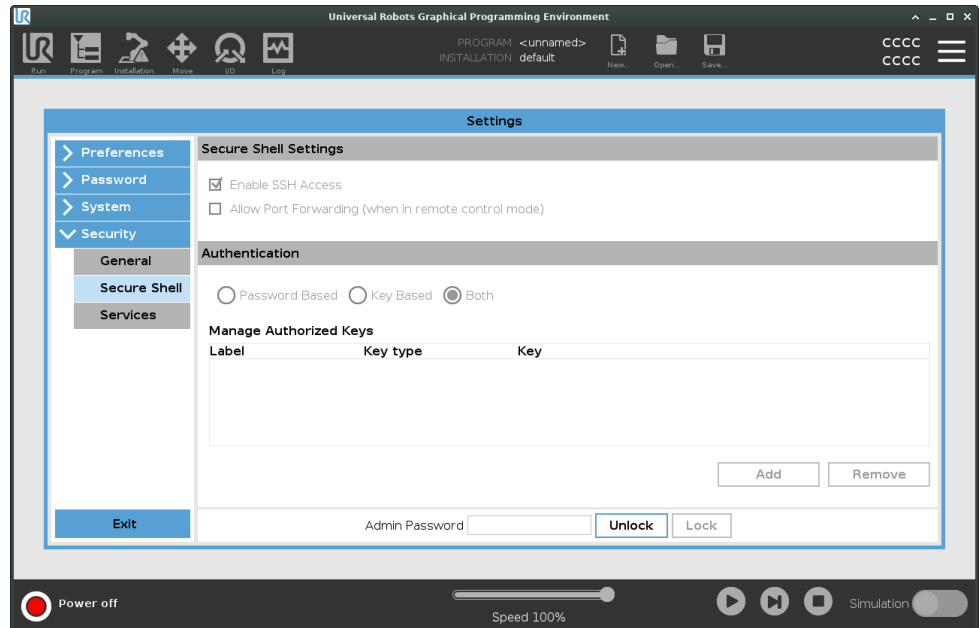 Universal Robots Graphical Programming Environment
UR
Run
Program
Installation
Move
I/O
Log
PROGRAM <unnamed>
INSTALLATION default
New...
Open...
Save...
CCCC
CCCC
Settings
Preferences
Password
System
Security
General
Secure Shell
Services
Exit
Secure Shell Settings
Enable SSH Access
Allow Port Forwarding (when in remote control mode)
Authentication
Password Based Key Based Both
Manage Authorized Keys
Label Key type Key
Add Remove
Admin Password Unlock Lock
Power off
Speed 100%
Simulation